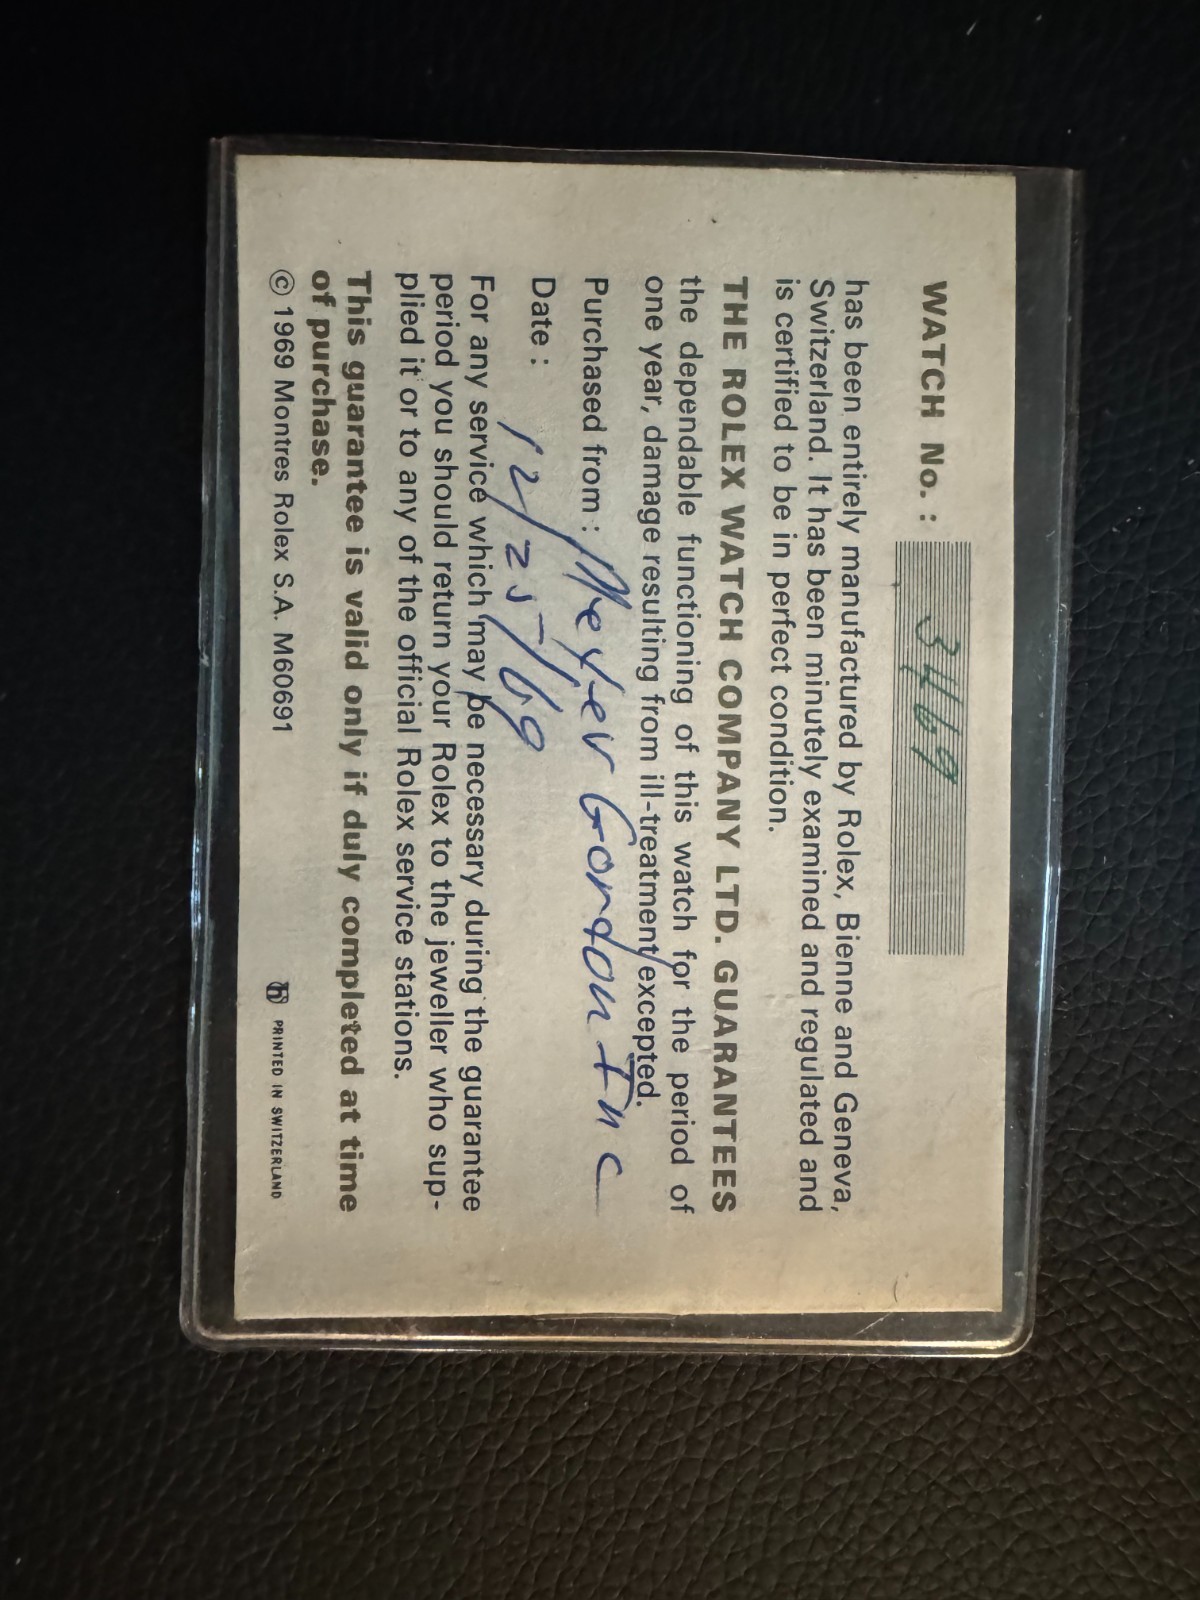 WATCH No. : 3469
has been entirely manufactured by Rolex, Bienne and Geneva,
Switzerland. It has been minutely examined and regulated and
is certified to be in perfect condition.
THE ROLEX WATCH COMPANY LTD. GUARANTEES
the dependable functioning of this watch for the period of
one year, damage resulting from ill-treatment excepted.
Purchased from : Gordon Inc
Date : 12/25/69
For any service which may be necessary during the guarantee
period you should return your Rolex to the jeweller who sup-
plied it or to any of the official Rolex service stations.
This guarantee is valid only if duly completed at time
of purchase.
© 1969 Montres Rolex S.A. M60691
PRINTED IN SWITZERLAND